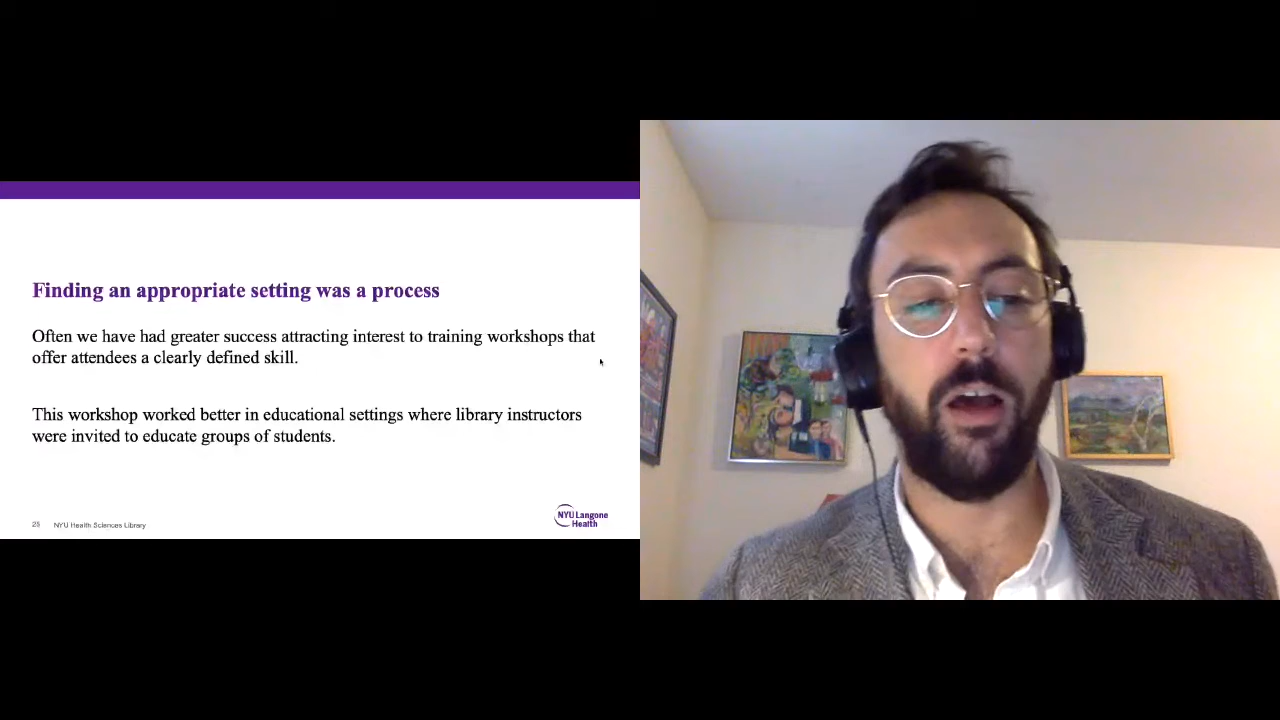 Finding an appropriate setting was a process
Often we have had greater success attracting interest to training workshops that
offer attendees a clearly defined skill.
This workshop worked better in educational settings where library instructors
were invited to educate groups of students.
25 NYU Health Sciences Library
NYU Langone
Health